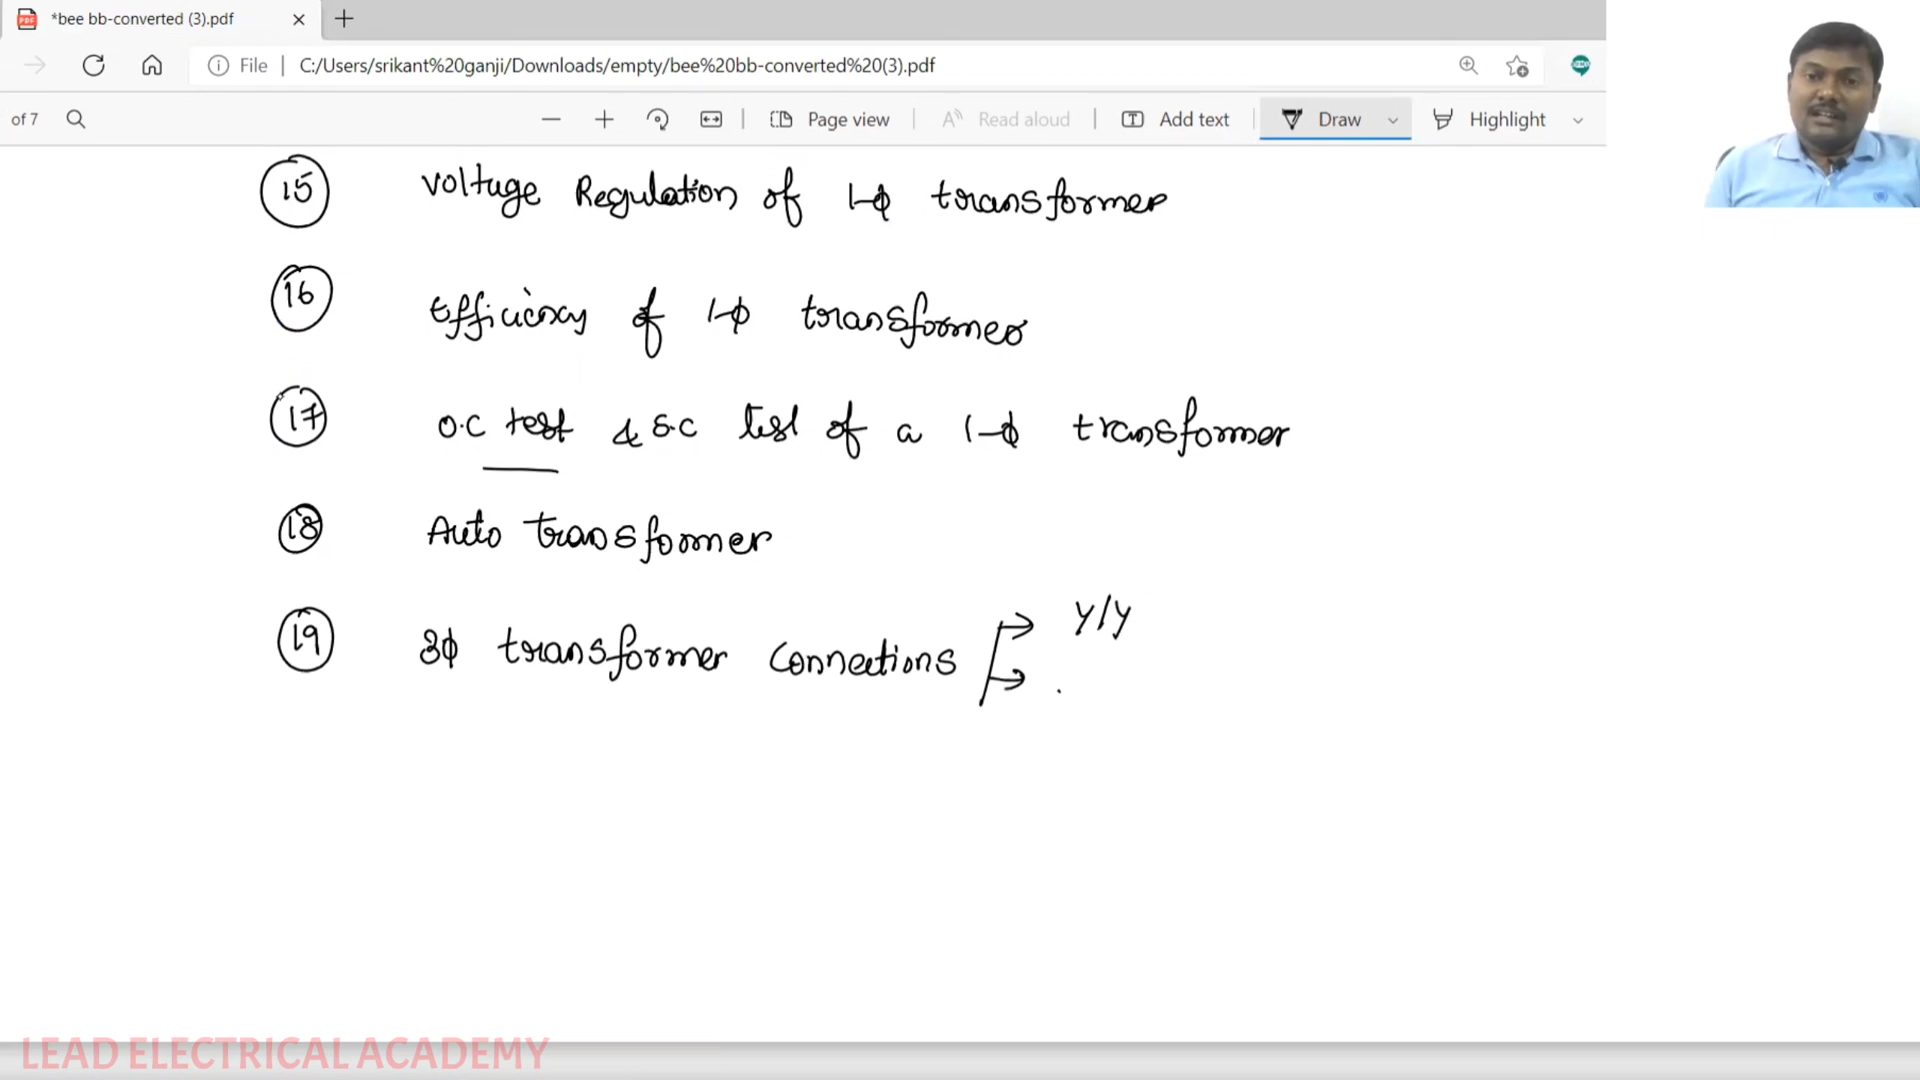 *bee bb-converted (3).pdf
File | C:/Users/srikant%20ganji/Downloads/empty/bee%20bb-converted%20(3).pdf
of 7 Page view Read aloud Add text Draw Highlight
15 Voltage Regulation of 1-ϕ transformer
16 Efficiency of 1-ϕ transformer
17 O.C test & S.C test of a 1-ϕ transformer
18 Auto transformer
19 3ϕ transformer connections → Y/Y
→
LEAD ELECTRICAL ACADEMY